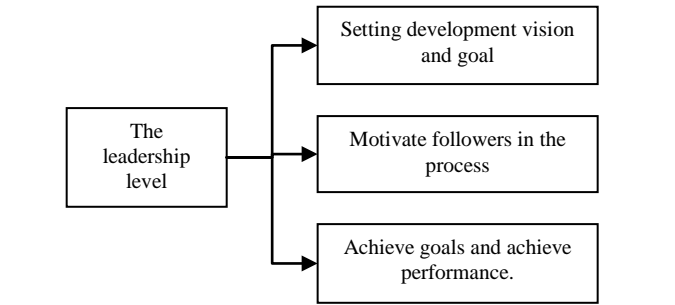 Setting development vision
and goal
The
leadership
level
Motivate followers in the
process
Achieve goals and achieve
performance.